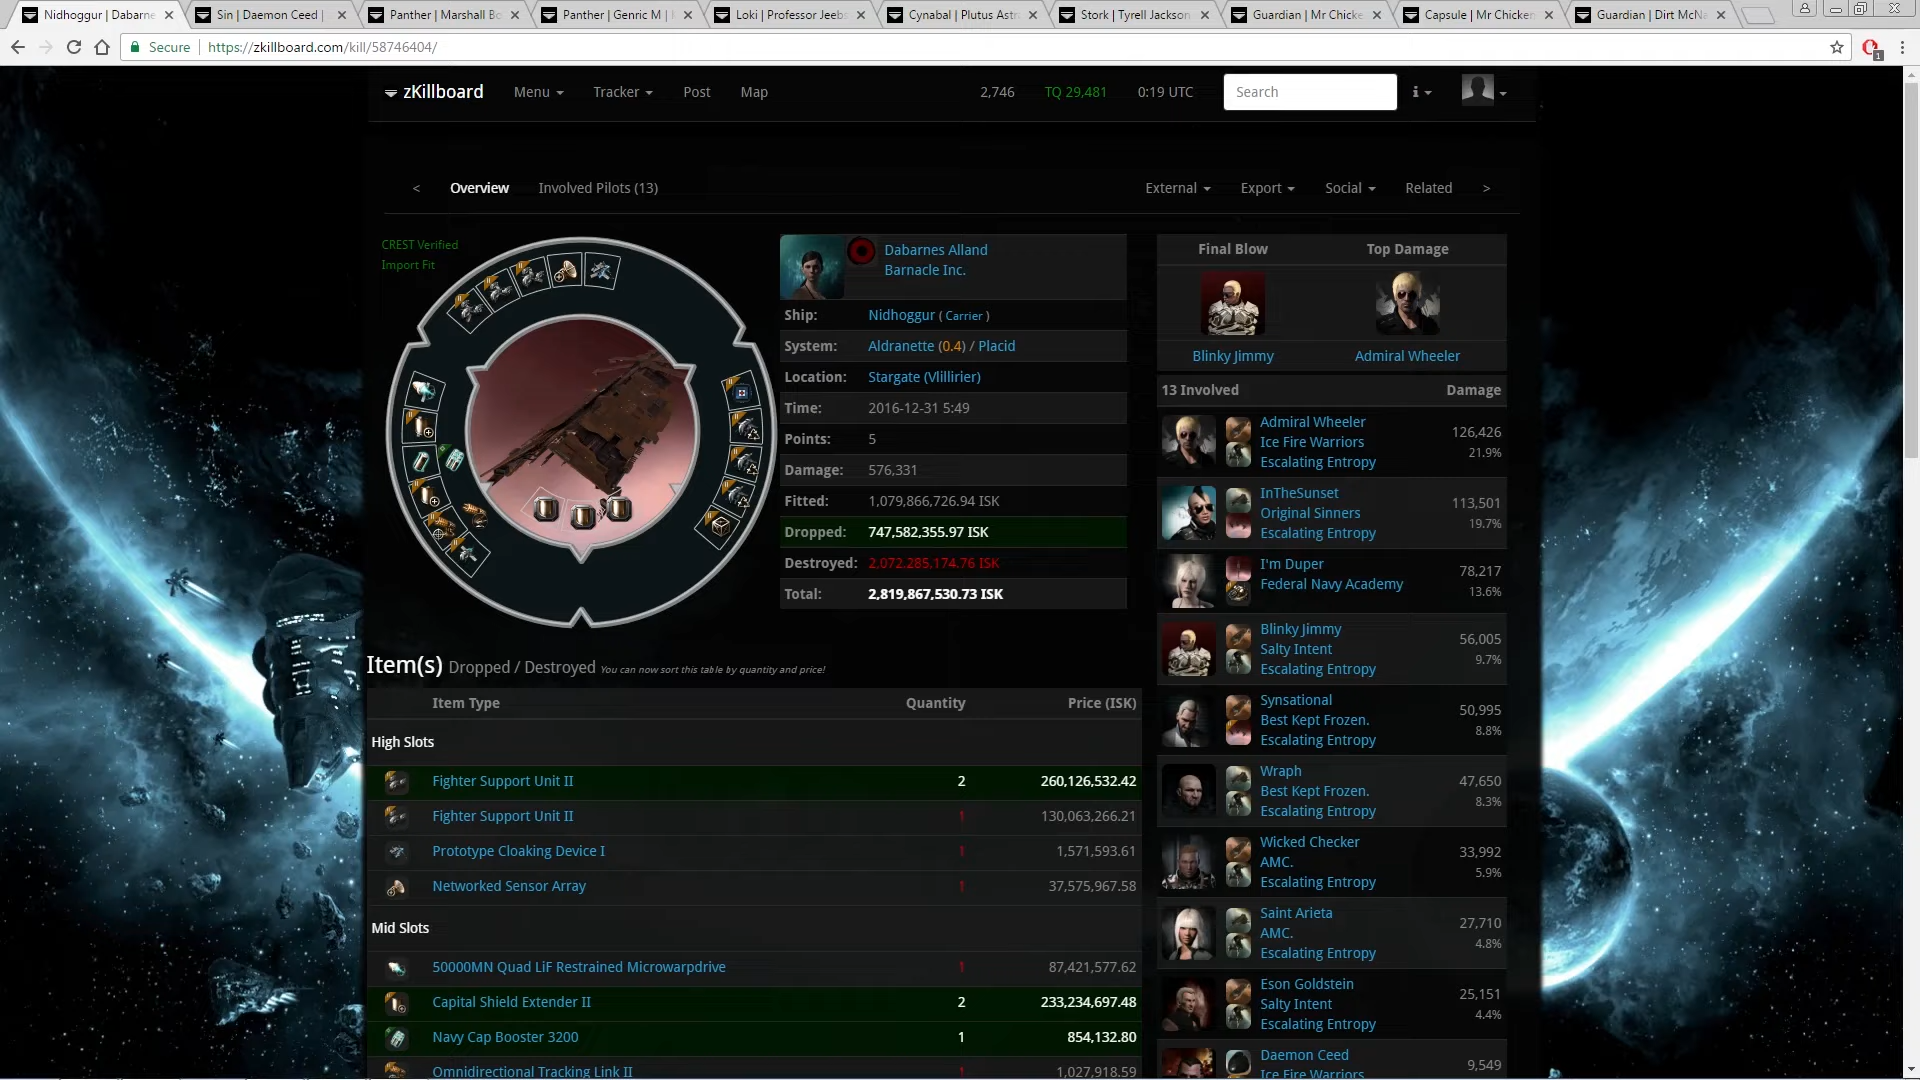 Nidhoggur | Dabarne
Sin | Daemon Ceed |
Panther | Marshall Bo
Panther | Genric M |
Loki | Professor Jeebs
Cynabal | Plutus Astr
Stork | Tyrell Jackson
Guardian | Mr Chicke
Capsule | Mr Chicken
Guardian | Dirt McNa
Secure
https://zkillboard.com/kill/58746404/
zKillboard
Menu
Tracker
Post
Map
2,746
TQ 29,481
0:19 UTC
Search
<
Overview
Involved Pilots (13)
External
Export
Social
Related
>
CREST Verified
Import Fit
Dabarnes Alland
Barnacle Inc.
Ship: Nidhoggur ( Carrier )
System: Aldranette (0.4) / Placid
Location: Stargate (Vlillirier)
Time: 2016-12-31 5:49
Points: 5
Damage: 576,331
Fitted: 1,079,866,726.94 ISK
Dropped: 747,582,355.97 ISK
Destroyed: 2,072,285,174.76 ISK
Total: 2,819,867,530.73 ISK
Final Blow
Top Damage
Blinky Jimmy
Admiral Wheeler
13 Involved Damage
Admiral Wheeler
Ice Fire Warriors
Escalating Entropy
126,426
21.9%
InTheSunset
Original Sinners
Escalating Entropy
113,501
19.7%
I'm Duper
Federal Navy Academy
78,217
13.6%
Blinky Jimmy
Salty Intent
Escalating Entropy
56,005
9.7%
Synsational
Best Kept Frozen.
Escalating Entropy
50,995
8.8%
Wraph
Best Kept Frozen.
Escalating Entropy
47,650
8.3%
Wicked Checker
AMC.
Escalating Entropy
33,992
5.9%
Saint Arieta
AMC.
Escalating Entropy
27,710
4.8%
Eson Goldstein
Salty Intent
Escalating Entropy
25,151
4.4%
Daemon Ceed
Ice Fire Warriors
9,549
Item(s) Dropped / Destroyed You can now sort this table by quantity and price!
Item Type Quantity Price (ISK)
High Slots
Fighter Support Unit II 2 260,126,532.42
Fighter Support Unit II 1 130,063,266.21
Prototype Cloaking Device I 1 1,571,593.61
Networked Sensor Array 1 37,575,967.58
Mid Slots
50000MN Quad LiF Restrained Microwarpdrive 1 87,421,577.62
Capital Shield Extender II 2 233,234,697.48
Navy Cap Booster 3200 1 854,132.80
Omnidirectional Tracking Link II 1 1,027,918.59